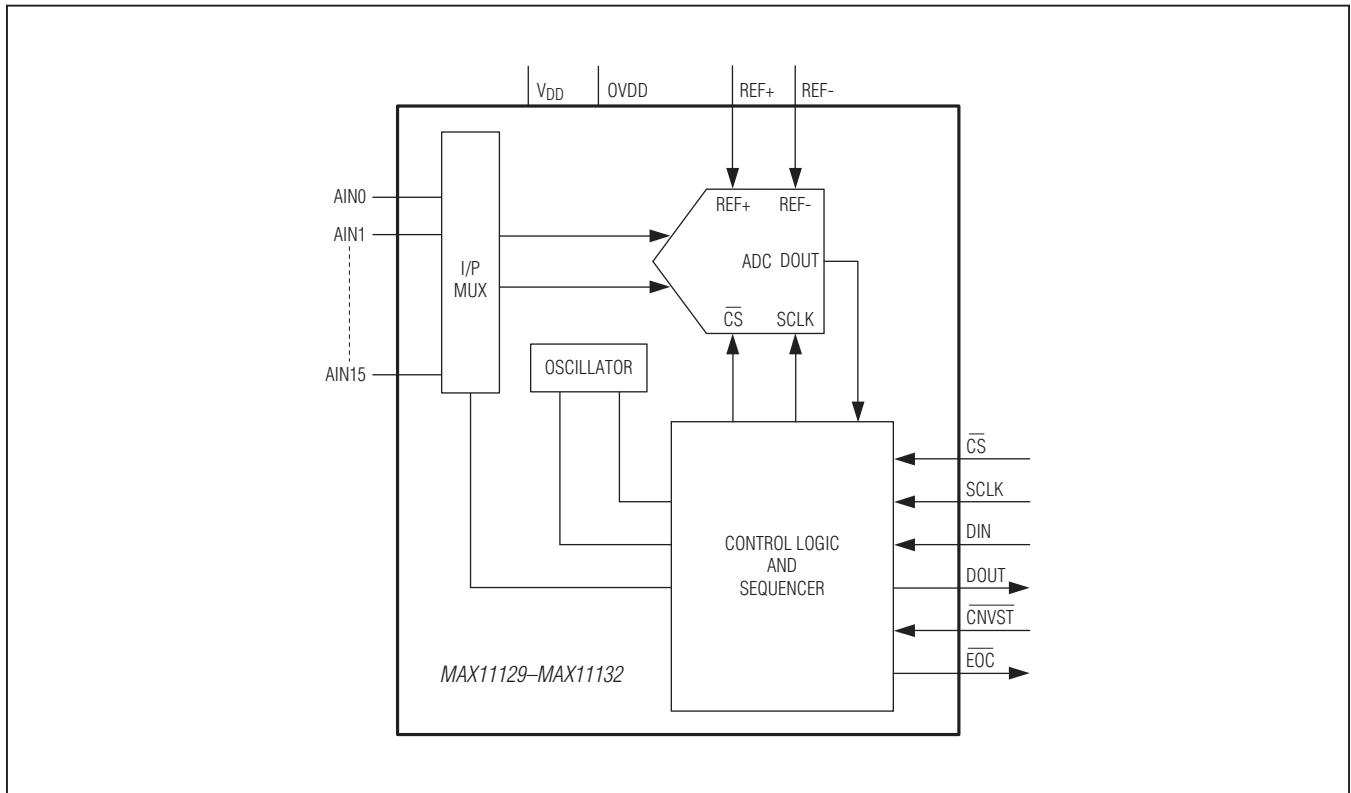 VDD OVDD REF+ REF-
AIN0
AIN1
AIN15
I/P
MUX
REF+ REF-
ADC DOUT
CS SCLK
OSCILLATOR
CONTROL LOGIC
AND
SEQUENCER
CS
SCLK
DIN
DOUT
CNVST
EOC
MAX11129–MAX11132